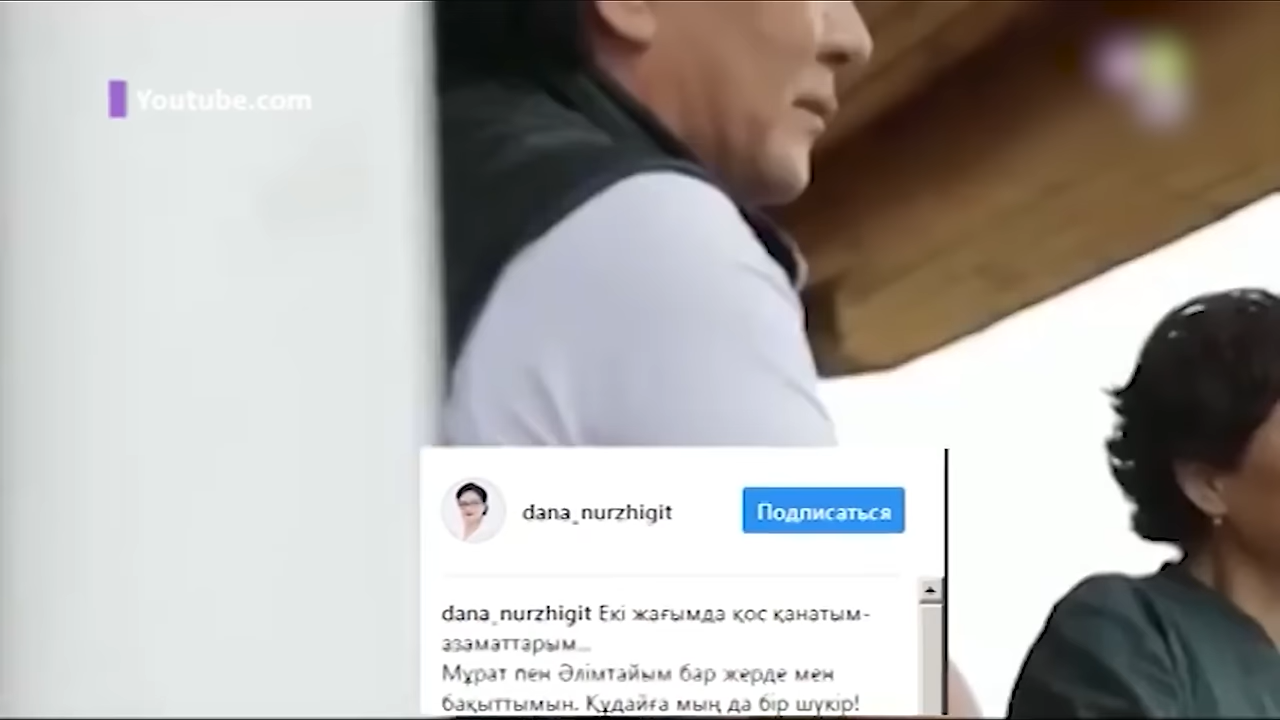 Youtube.com
dana_nurzhigit
Подписаться
dana_nurzhigit Екі жағымда қос қанатым-
азаматтарым...
Мұрат пен Әлімтайым бар жерде мен
бақыттымын. Құдайға мың да бір шүкір!